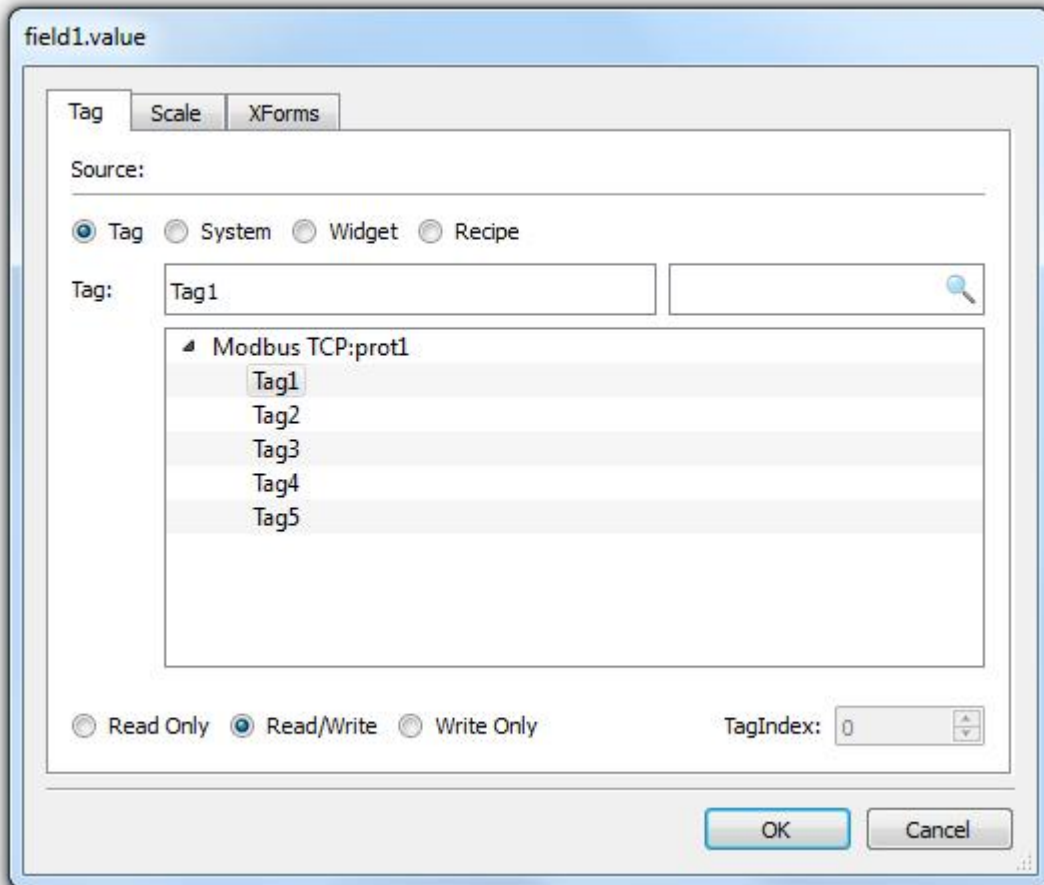 field1.value
Tag Scale XForms
Source:
Tag System Widget Recipe
Tag: Tag1
Modbus TCP:prot1
Tag1
Tag2
Tag3
Tag4
Tag5
Read Only Read/Write Write Only TagIndex: 0
OK Cancel